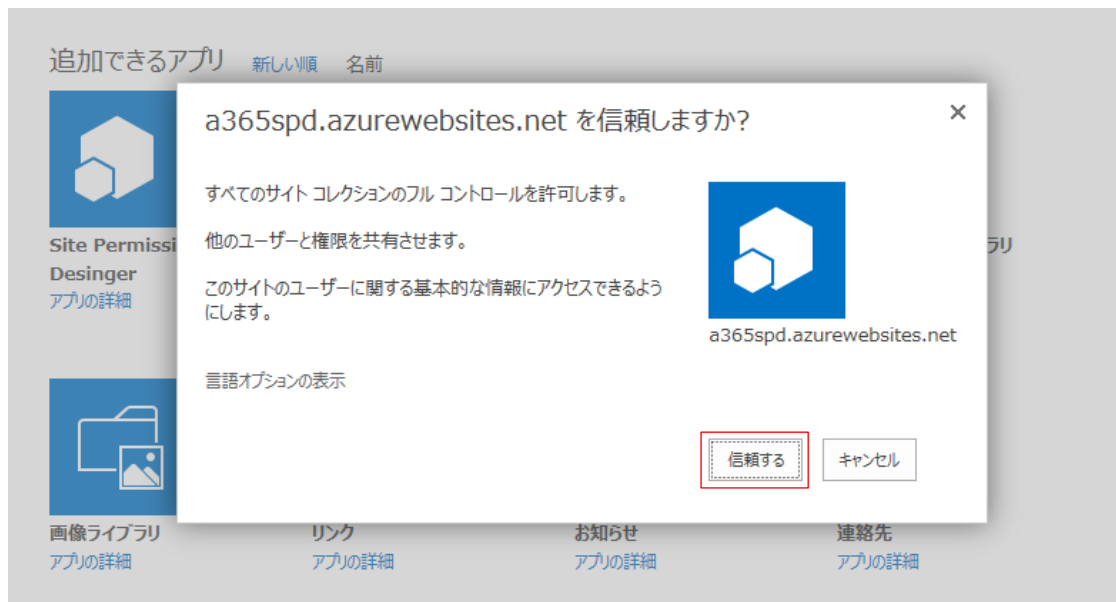 追加できるアプリ 新しい順 名前
a365spd.azurewebsites.net を信頼しますか?
×
すべてのサイト コレクションのフル コントロールを許可します。
他のユーザーと権限を共有させます。
このサイトのユーザーに関する基本的な情報にアクセスできるよう
にします。
a365spd.azurewebsites.net
言語オプションの表示
信頼する キャンセル
Site Permissi
Desinger
アプリの詳細
ラリ
画像ライブラリ リンク お知らせ 連絡先
アプリの詳細 アプリの詳細 アプリの詳細 アプリの詳細